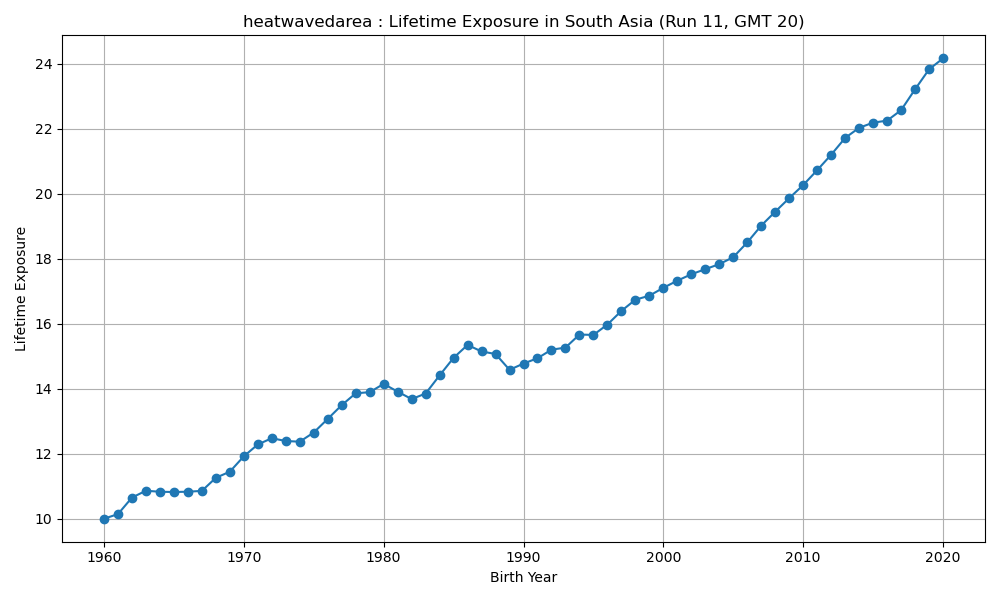 heatwavedarea : Lifetime Exposure in South Asia (Run 11, GMT 20)
Lifetime Exposure
24
22
20
18
16
14
12
10
1960 1970 1980 1990 2000 2010 2020
Birth Year